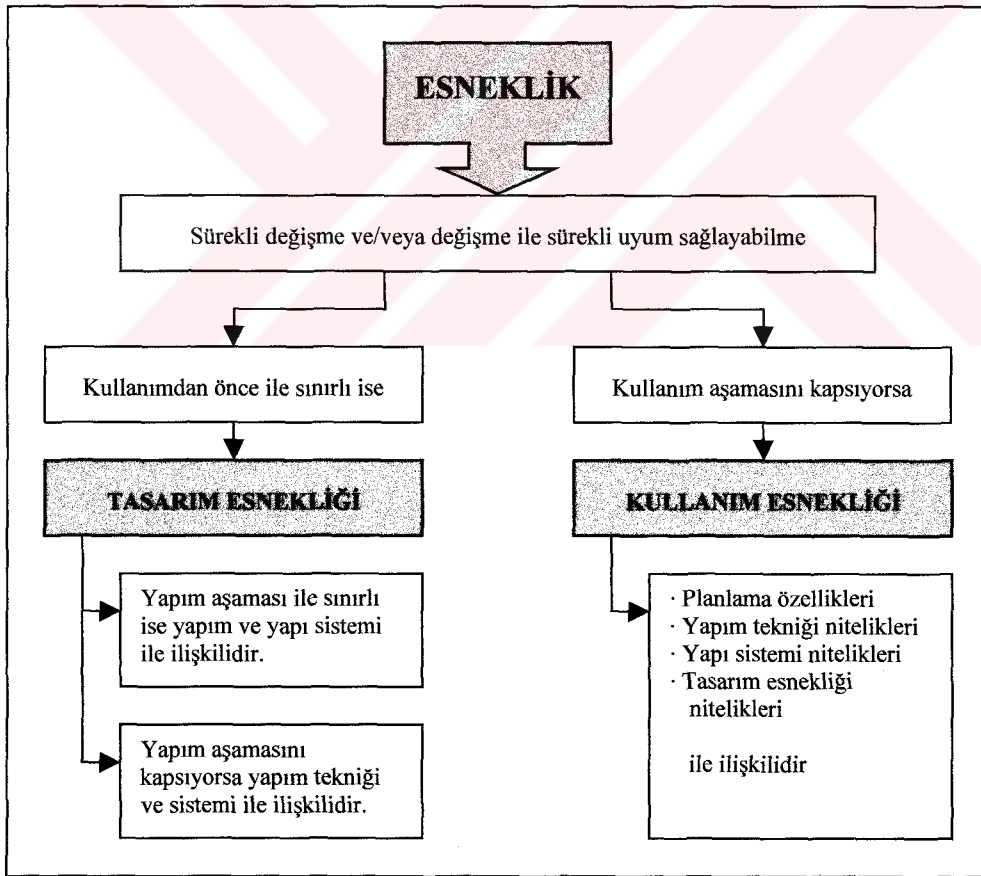 ESNEKLİK
Sürekli değişme ve/veya değişme ile sürekli uyum sağlayabilme
Kullanımdan önce ile sınırlı ise
Kullanım aşamasını kapsıyorsa
TASARIM ESNEKLİĞİ
KULLANIM ESNEKLİĞİ
Yapım aşaması ile sınırlı
ise yapım ve yapı sistemi
ile ilişkilidir.
Yapım aşamasını
kapsıyorsa yapım tekniği
ve sistemi ile ilişkilidir.
· Planlama özellikleri
· Yapım tekniği nitelikleri
· Yapı sistemi nitelikleri
· Tasarım esnekliği
nitelikleri
ile ilişkilidir